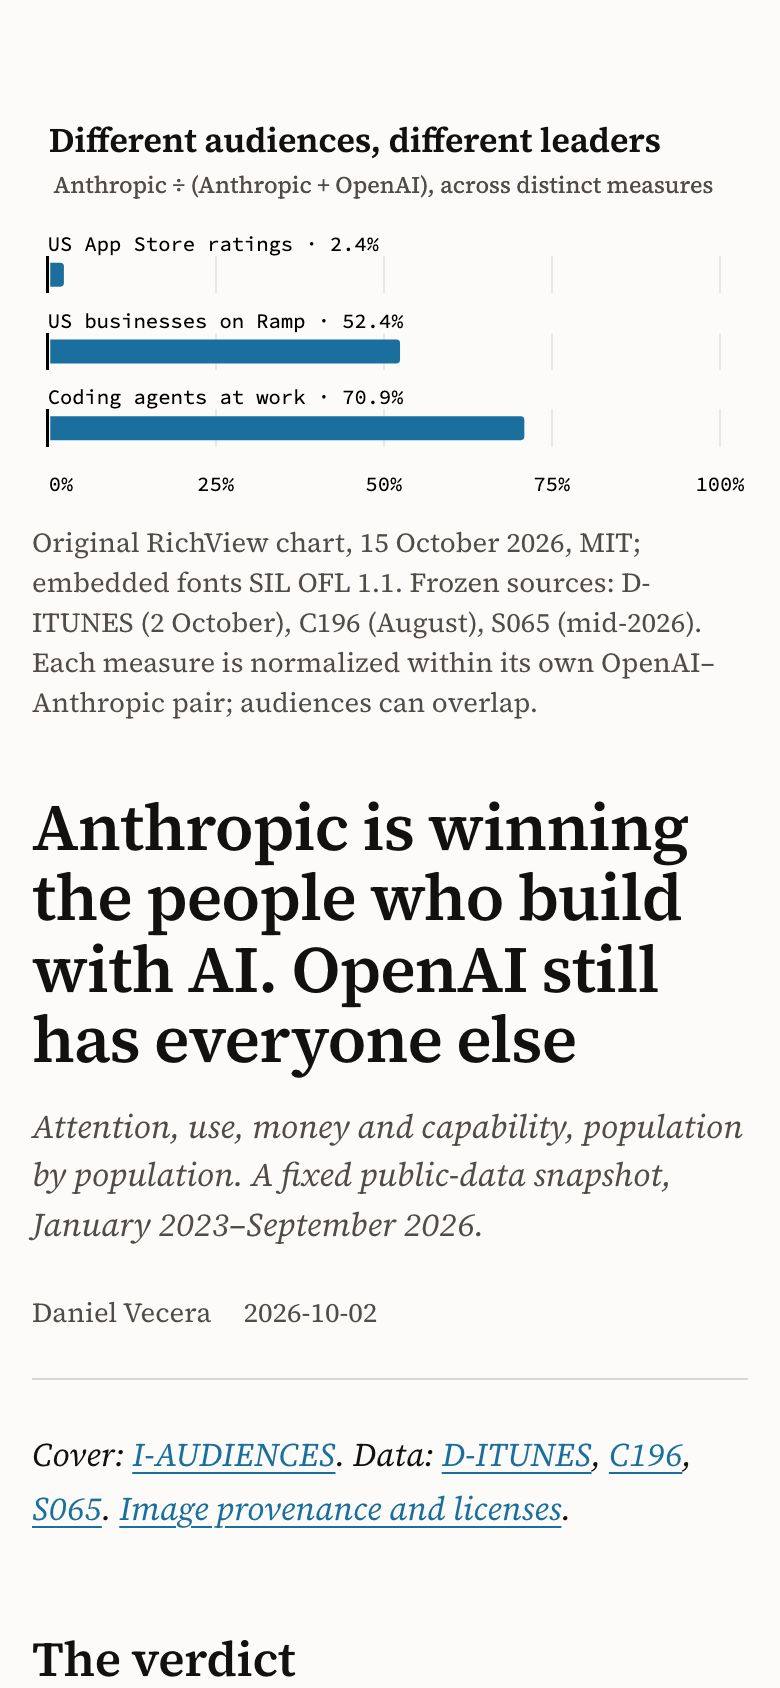 Different audiences, different leaders
Anthropic ÷ (Anthropic + OpenAI), across distinct measures
US App Store ratings · 2.4%
US businesses on Ramp · 52.4%
Coding agents at work · 70.9%
0% 25% 50% 75% 100%
Original RichView chart, 15 October 2026, MIT;
embedded fonts SIL OFL 1.1. Frozen sources: D-
ITUNES (2 October), C196 (August), S065 (mid-2026).
Each measure is normalized within its own OpenAI–
Anthropic pair; audiences can overlap.
Anthropic is winning
the people who build
with AI. OpenAI still
has everyone else
Attention, use, money and capability, population
by population. A fixed public-data snapshot,
January 2023–September 2026.
Daniel Vecera 2026-10-02
Cover: I-AUDIENCES. Data: D-ITUNES, C196,
S065. Image provenance and licenses.
The verdict